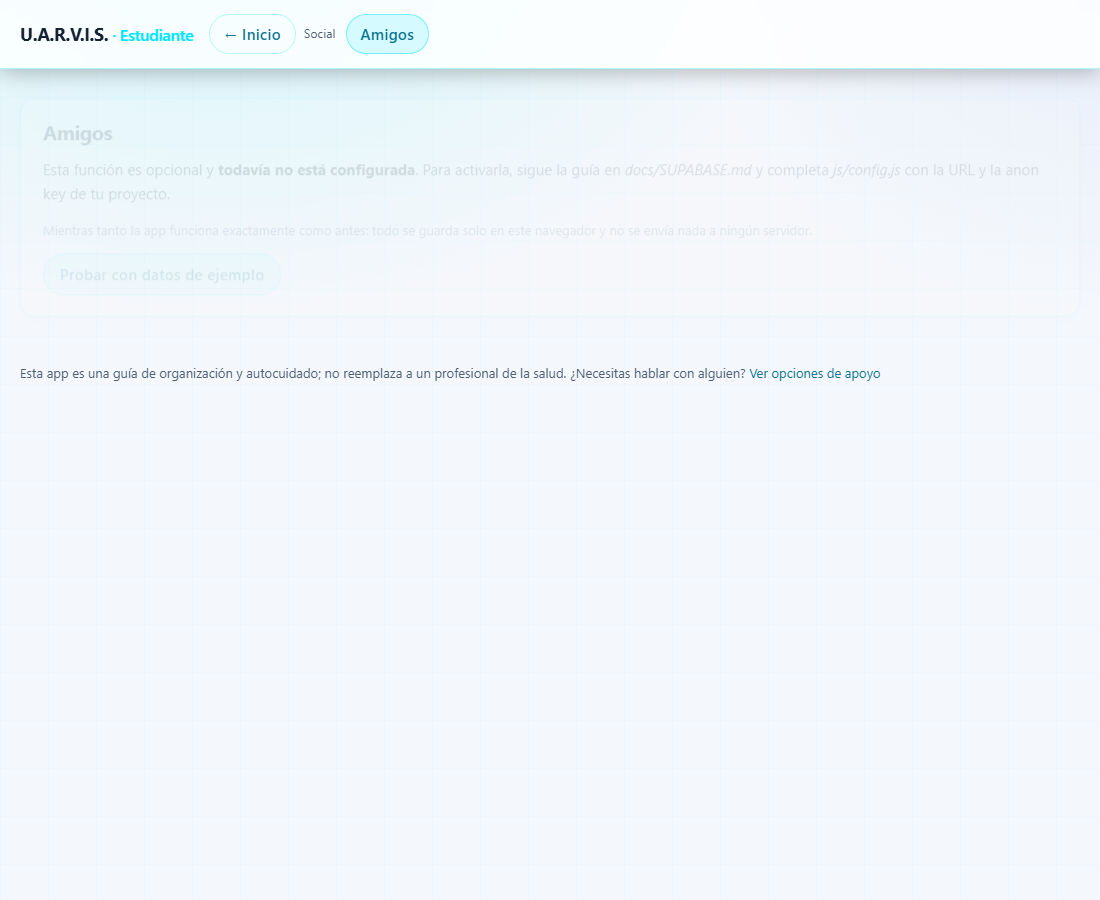 U.A.R.V.I.S. · Estudiante
← Inicio
Social
Amigos
Amigos
Esta función es opcional y todavía no está configurada. Para activarla, sigue la guía en docs/SUPABASE.md y completa js/config.js con la URL y la anon
key de tu proyecto.
Mientras tanto la app funciona exactamente como antes: todo se guarda solo en este navegador y no se envía nada a ningún servidor.
Probar con datos de ejemplo
Esta app es una guía de organización y autocuidado; no reemplaza a un profesional de la salud. ¿Necesitas hablar con alguien? Ver opciones de apoyo